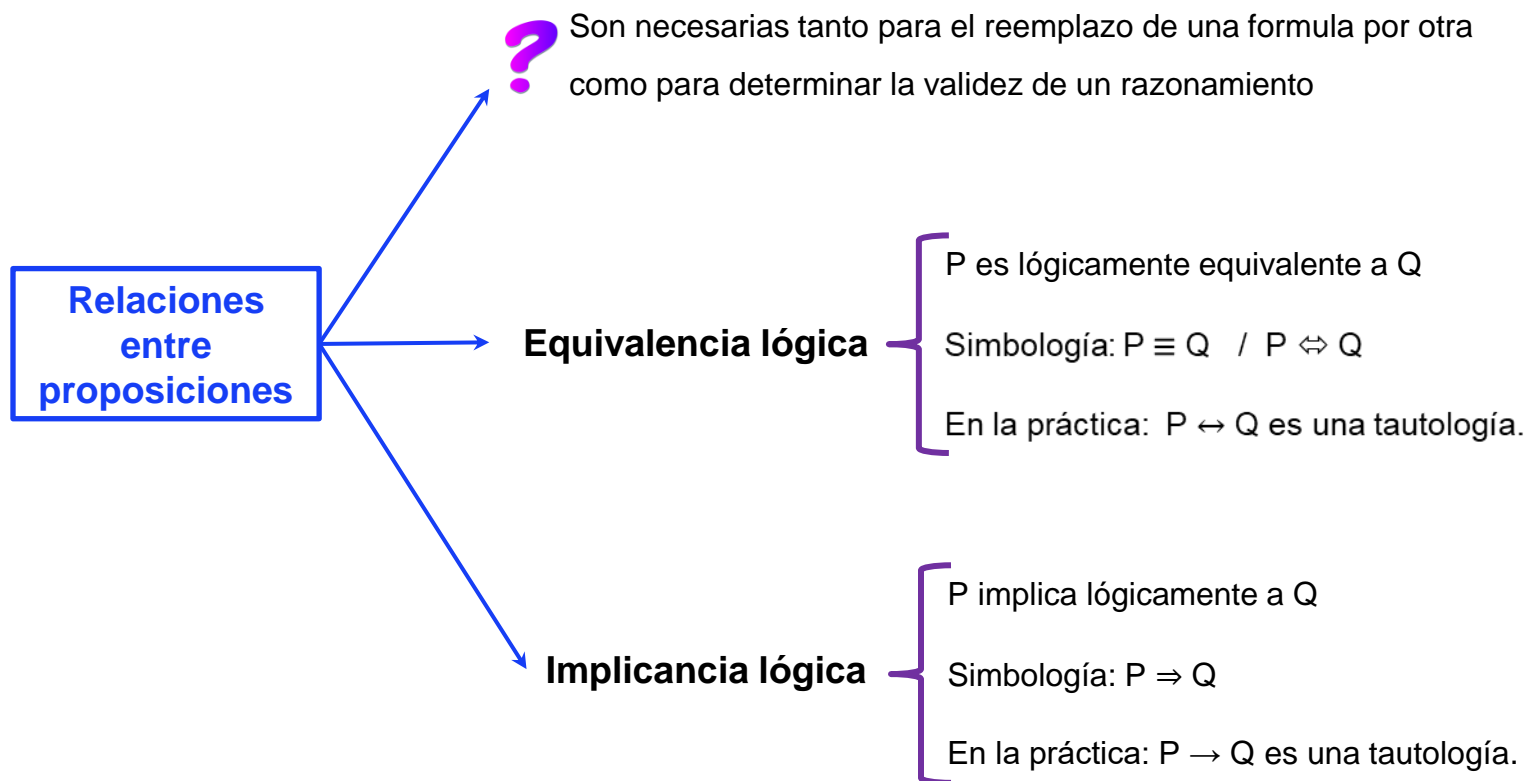 ?
Son necesarias tanto para el reemplazo de una formula por otra
como para determinar la validez de un razonamiento
Relaciones
entre
proposiciones
Equivalencia lógica
P es lógicamente equivalente a Q
Simbología: P ≡ Q / P ⇔ Q
En la práctica: P ↔ Q es una tautología.
Implicancia lógica
P implica lógicamente a Q
Simbología: P ⇒ Q
En la práctica: P → Q es una tautología.